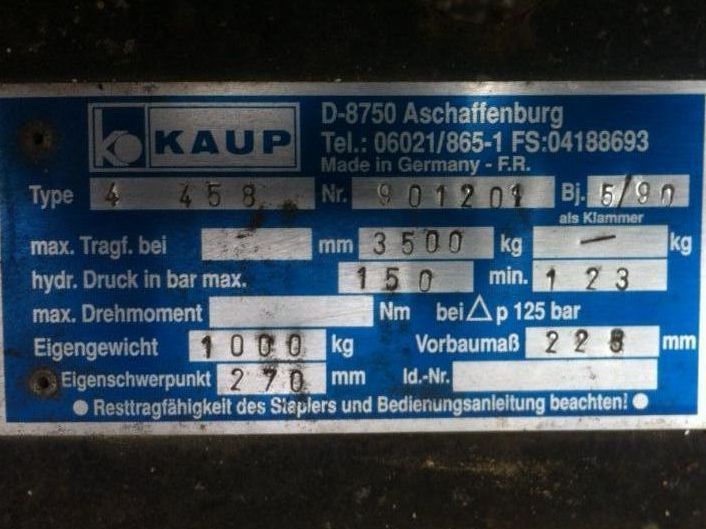 KAUP
D-8750 Aschaffenburg
Tel.: 06021/865-1 FS:04188693
Made in Germany - F.R.
Type 4 458 Nr. 901201 Bj. 5/90
als Klammer
max. Tragf. bei mm 3500 kg — kg
hydr. Druck in bar max. 150 min. 123
max. Drehmoment Nm bei △ p 125 bar
Eigengewicht 1000 kg Vorbaumaß mm
Eigenschwerpunkt 270 mm Id.-Nr.
● Resttragfähigkeit des Staplers und Bedienungsanleitung beachten! ●